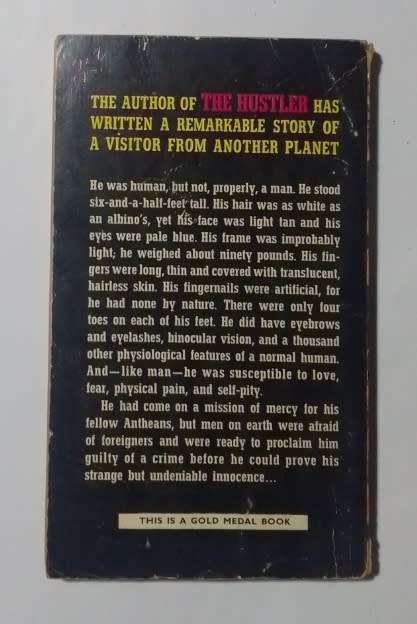 THE AUTHOR OF THE HUSTLER HAS
WRITTEN A REMARKABLE STORY OF
A VISITOR FROM ANOTHER PLANET
He was human, but not, properly, a man. He stood
six-and-a-half-feet tall. His hair was as white as
an albino's, yet his face was light tan and his
eyes were pale blue. His frame was improbably
light; he weighed about ninety pounds. His fin-
gers were long, thin and covered with translucent,
hairless skin. His fingernails were artificial, for
he had none by nature. There were only four
toes on each of his feet. He did have eyebrows
and eyelashes, binocular vision, and a thousand
other physiological features of a normal human.
And—like man—he was susceptible to love,
fear, physical pain, and self-pity.
He had come on a mission of mercy for his
fellow Antheans, but men on earth were afraid
of foreigners and were ready to proclaim him
guilty of a crime before he could prove his
strange but undeniable innocence...
THIS IS A GOLD MEDAL BOOK